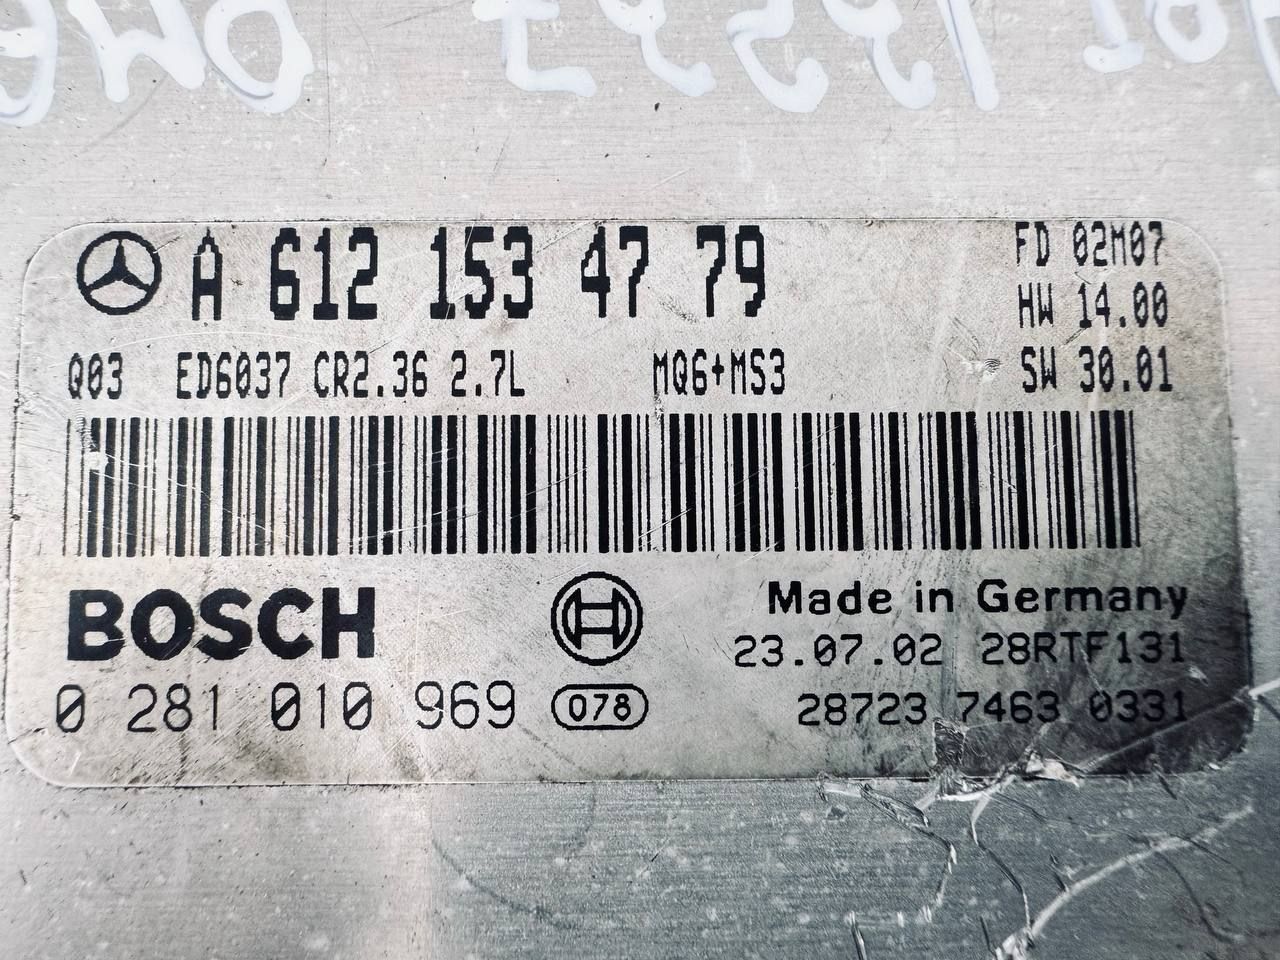 A 612 153 47 79
FD 02M07
HW 14.00
Q03 ED6037 CR2.36 2.7L MQ6+MS3
SW 30.01
BOSCH
Made in Germany
23.07.02 28RTF131
0 281 010 969 078
28723 7463 0331